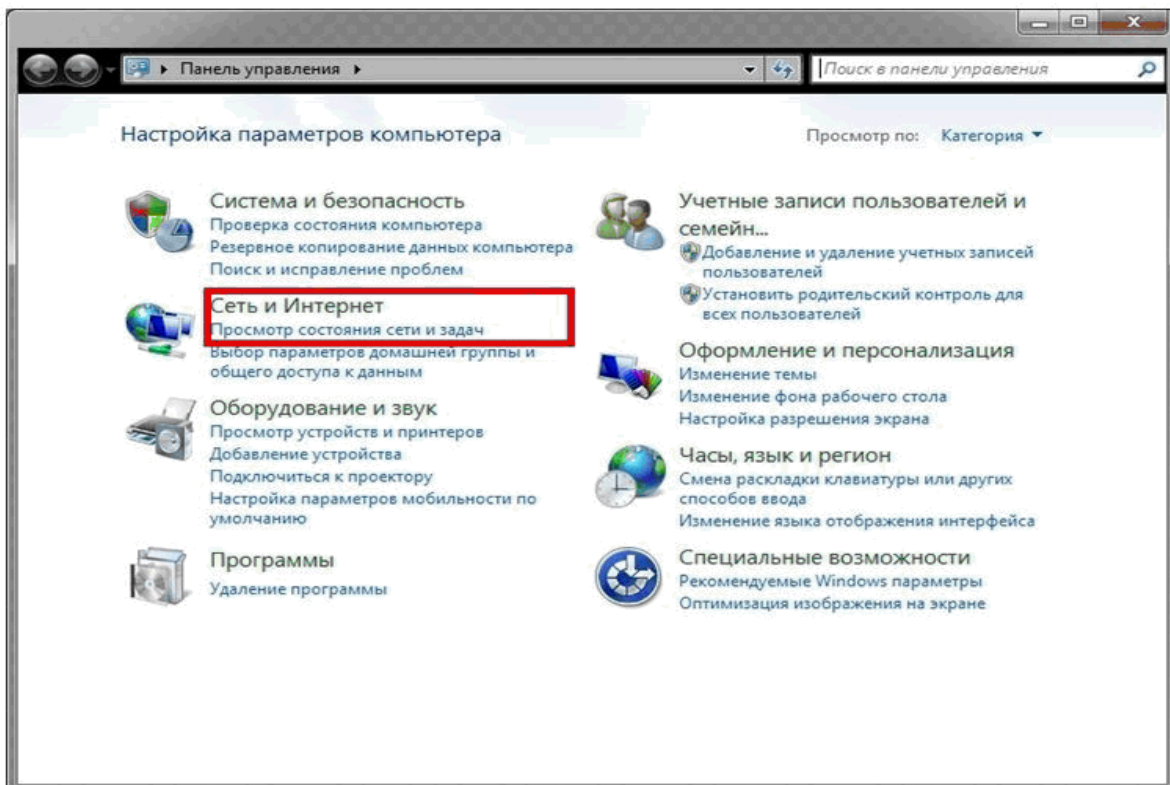 Панель управления
Поиск в панели управления
Настройка параметров компьютера
Просмотр по: Категория
Система и безопасность
Проверка состояния компьютера
Резервное копирование данных компьютера
Поиск и исправление проблем
Сеть и Интернет
Просмотр состояния сети и задач
Выбор параметров домашней группы и
общего доступа к данным
Оборудование и звук
Просмотр устройств и принтеров
Добавление устройства
Подключиться к проектору
Настройка параметров мобильности по
умолчанию
Программы
Удаление программы
Учетные записи пользователей и
семейн...
Добавление и удаление учетных записей
пользователей
Установить родительский контроль для
всех пользователей
Оформление и персонализация
Изменение темы
Изменение фона рабочего стола
Настройка разрешения экрана
Часы, язык и регион
Смена раскладки клавиатуры или других
способов ввода
Изменение языка отображения интерфейса
Специальные возможности
Рекомендуемые Windows параметры
Оптимизация изображения на экране